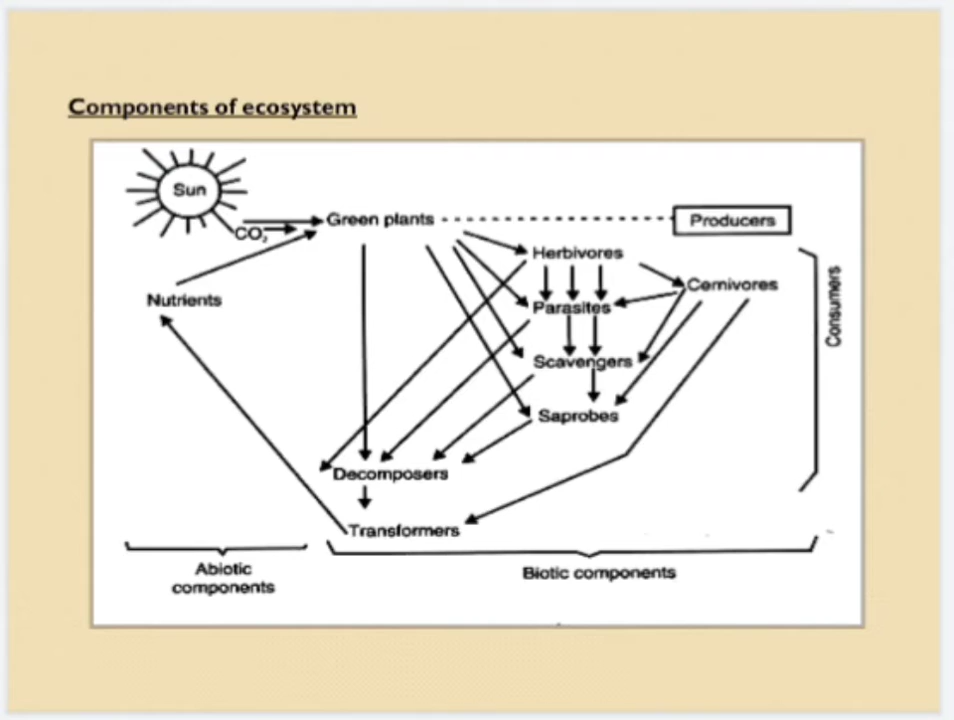 Components of ecosystem
Sun
CO₂
Green plants
Producers
Herbivores
Cernivores
Nutrients
Parasites
Consumers
Scavengers
Saprobes
Decomposers
Transformers
Abiotic
components
Biotic components